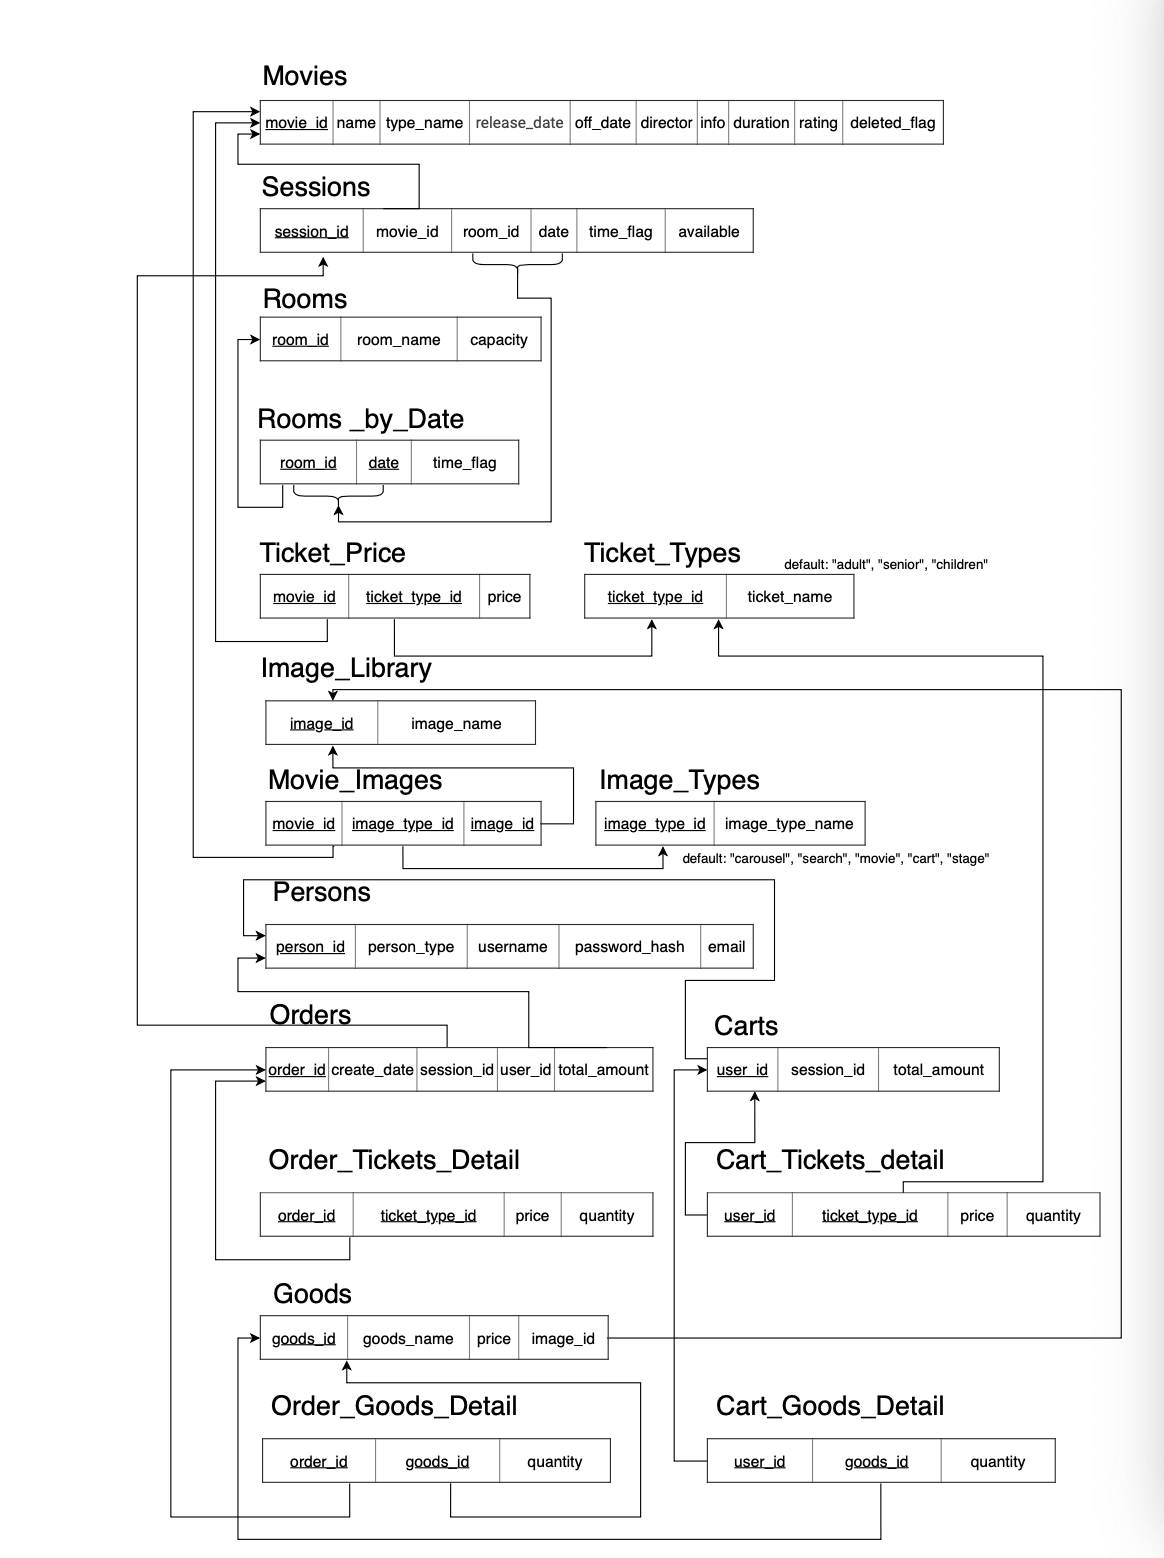 Movies
movie_id name type_name release_date off_date director info duration rating deleted_flag
Sessions
session_id movie_id room_id date time_flag available
Rooms
room_id room_name capacity
Rooms _by_Date
room_id date time_flag
Ticket_Price
movie_id ticket_type_id price
Ticket_Types
default: "adult", "senior", "children"
ticket_type_id ticket_name
Image_Library
image_id image_name
Movie_Images
movie_id image_type_id image_id
Image_Types
image_type_id image_type_name
default: "carousel", "search", "movie", "cart", "stage"
Persons
person_id person_type username password_hash email
Orders
order_id create_date session_id user_id total_amount
Carts
user_id session_id total_amount
Order_Tickets_Detail
order_id ticket_type_id price quantity
Cart_Tickets_detail
user_id ticket_type_id price quantity
Goods
goods_id goods_name price image_id
Order_Goods_Detail
order_id goods_id quantity
Cart_Goods_Detail
user_id goods_id quantity